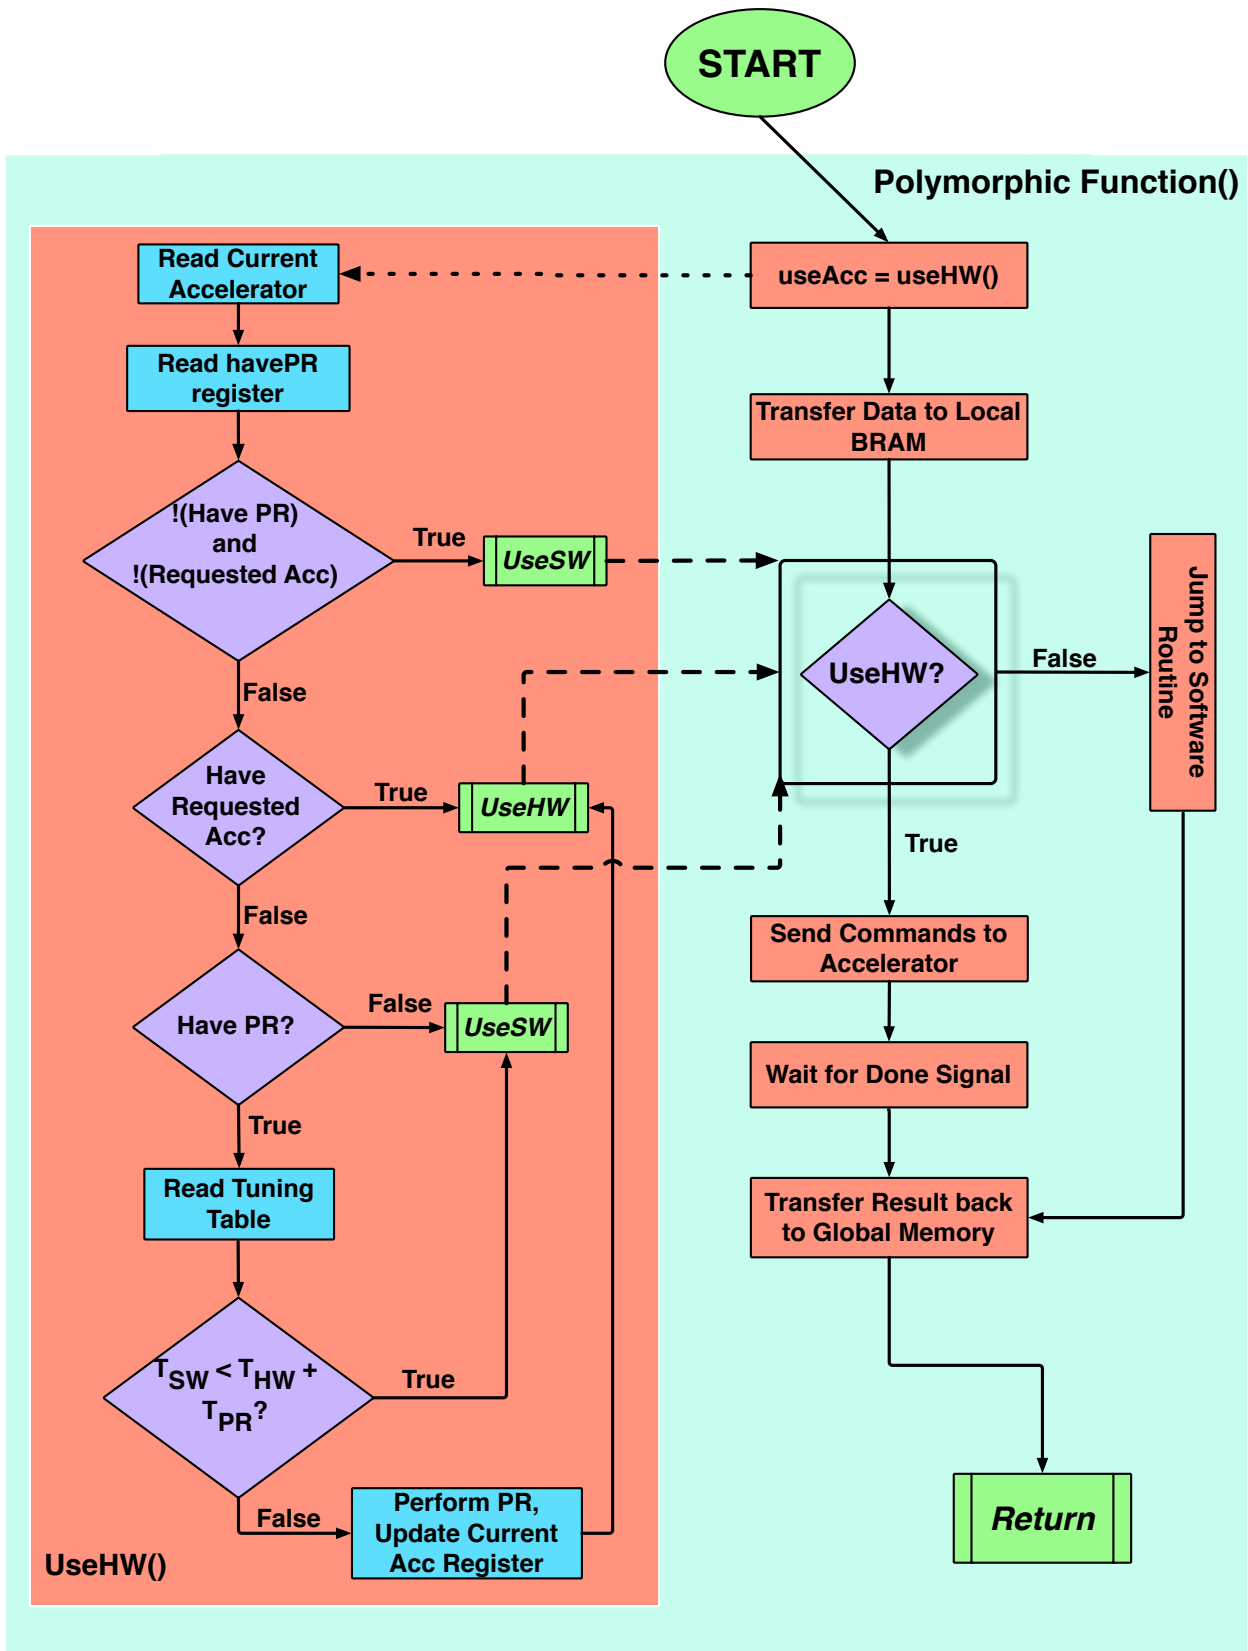 START
Polymorphic Function()
useAcc = useHW()
Transfer Data to Local
BRAM
UseHW?
False
Jump to Software
Routine
True
Send Commands to
Accelerator
Wait for Done Signal
Transfer Result back
to Global Memory
Return
Read Current
Accelerator
Read havePR
register
!(Have PR)
and
!(Requested Acc)
True
UseSW
False
Have
Requested
Acc?
True
UseHW
False
Have PR?
False
UseSW
True
Read Tuning
Table
TSW < THW +
TPR?
True
False
Perform PR,
Update Current
Acc Register
UseHW()